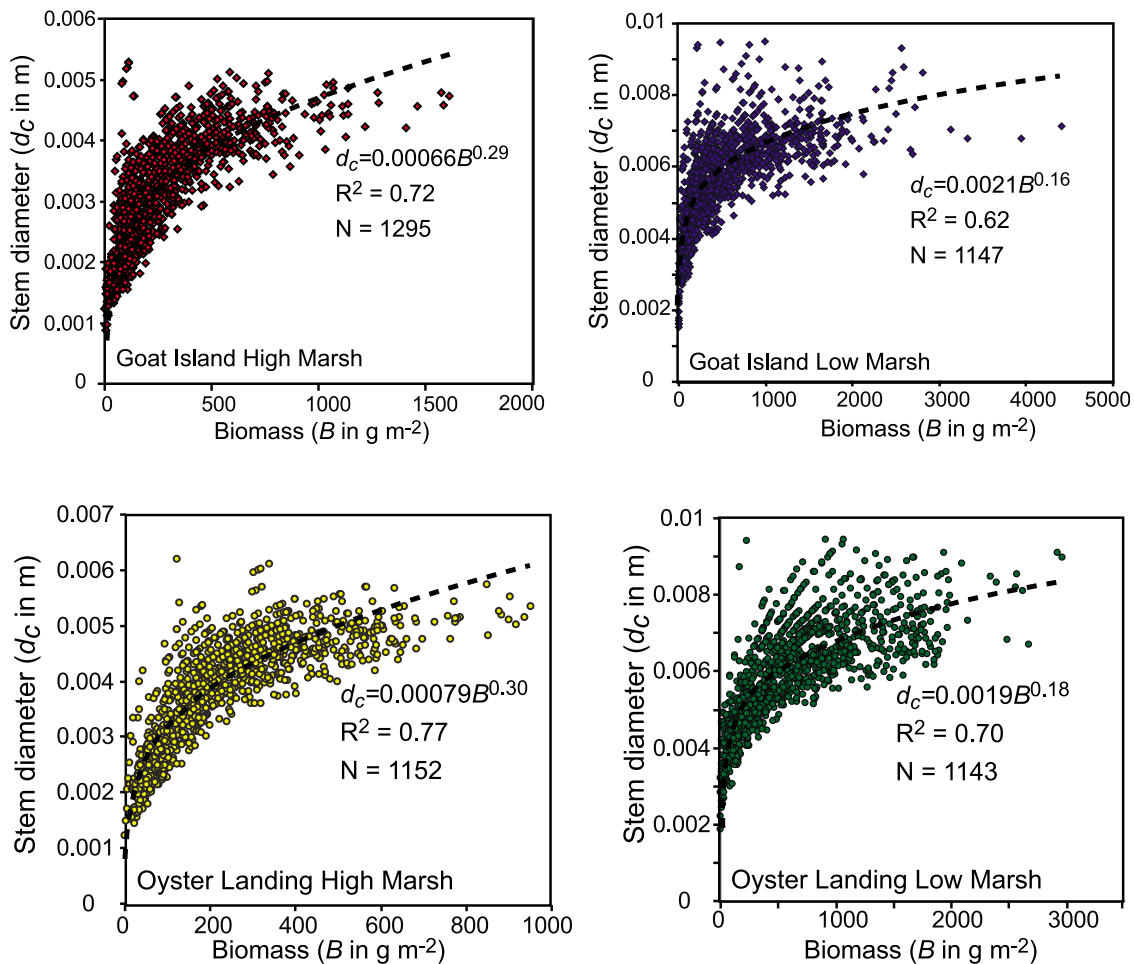 0.006
0.005
0.004
0.003
0.002
0.001
0
Stem diameter (dc in m)
dc=0.00066B0.29
R2 = 0.72
N = 1295
Goat Island High Marsh
0 500 1000 1500 2000
Biomass (B in g m-2)
0.01
0.008
0.006
0.004
0.002
0
Stem diameter (dc in m)
dc=0.0021B0.16
R2 = 0.62
N = 1147
Goat Island Low Marsh
0 1000 2000 3000 4000 5000
Biomass (B in g m-2)
0.007
0.006
0.005
0.004
0.003
0.002
0.001
0
Stem diameter (dc in m)
dc=0.00079B0.30
R2 = 0.77
N = 1152
Oyster Landing High Marsh
0 200 400 600 800 1000
Biomass (B in g m-2)
0.01
0.008
0.006
0.004
0.002
0
Stem diameter (dc in m)
dc=0.0019B0.18
R2 = 0.70
N = 1143
Oyster Landing Low Marsh
0 1000 2000 3000
Biomass (B in g m-2)